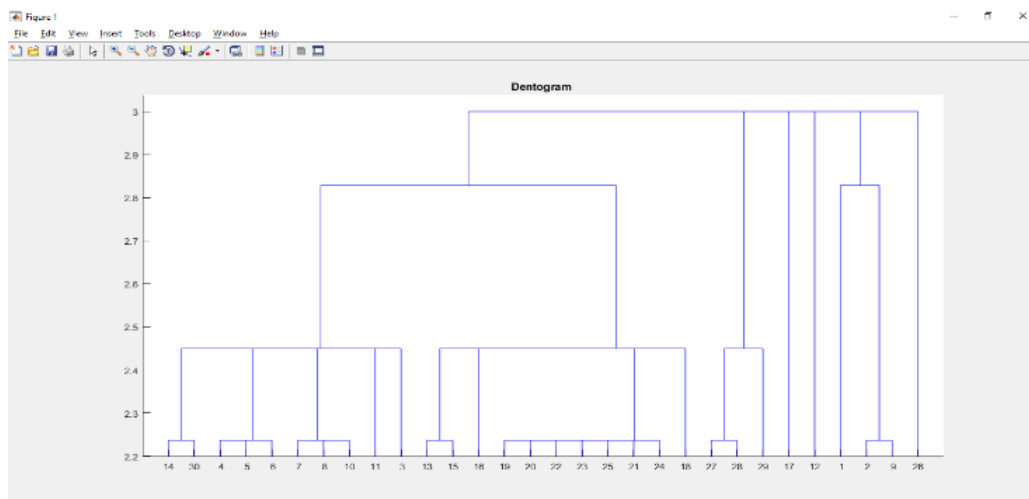 Figure 1
File Edit View Insert Tools Desktop Window Help
Dentogram
3
2.9
2.8
2.7
2.6
2.5
2.4
2.3
2.2
14 30 4 5 6 7 8 10 11 3 13 15 16 19 20 22 23 25 21 24 18 27 28 29 17 12 1 2 9 26